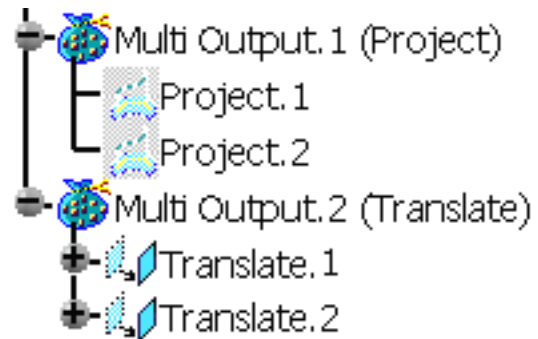 Multi Output.1 (Project)
Project.1
Project.2
Multi Output.2 (Translate)
Translate.1
Translate.2